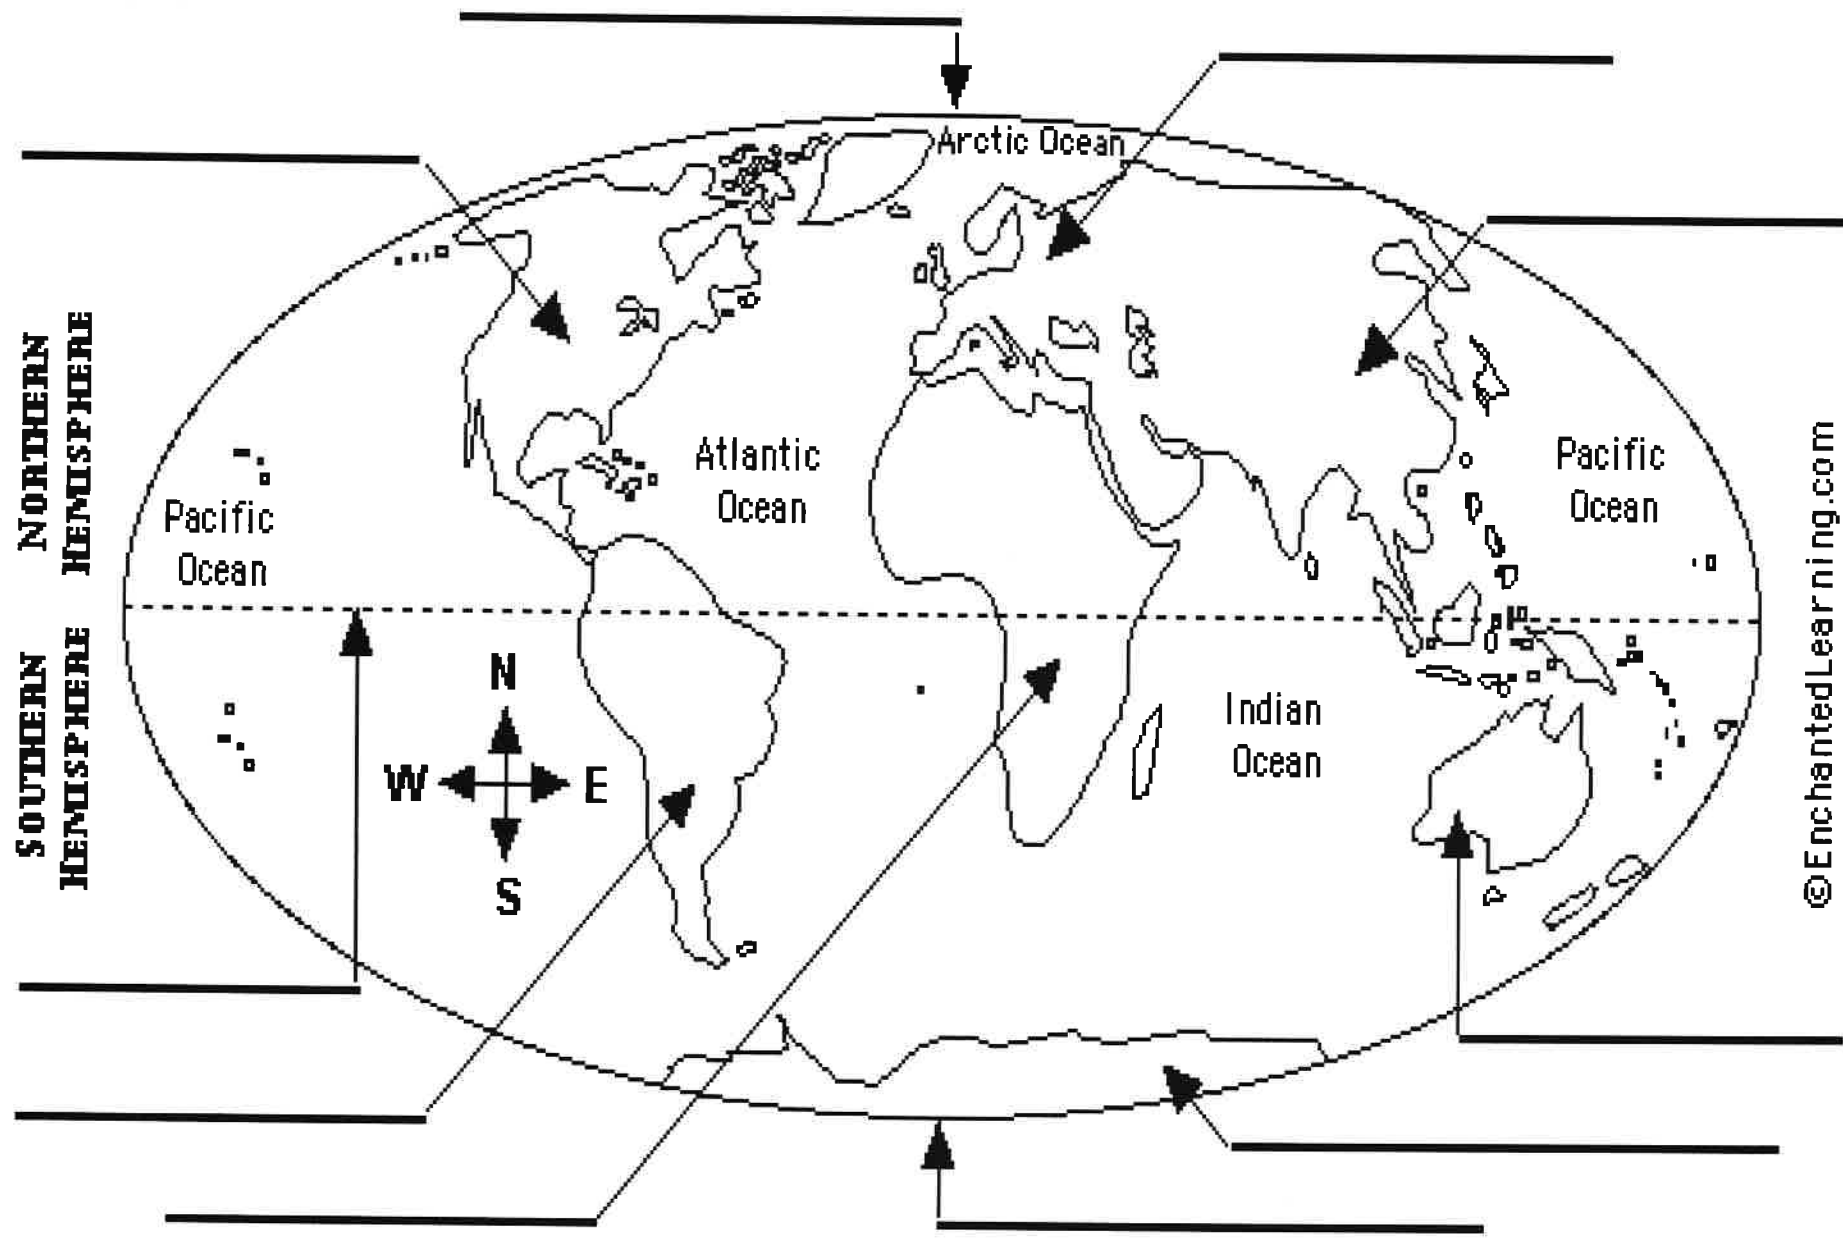 Arctic Ocean
NORTHERN
HEMISPHERE
Atlantic
Ocean
Pacific
Ocean
Pacific
Ocean
SOUTHERN
HEMISPHERE
N
W
E
S
Indian
Ocean
©EnchantedLearning.com